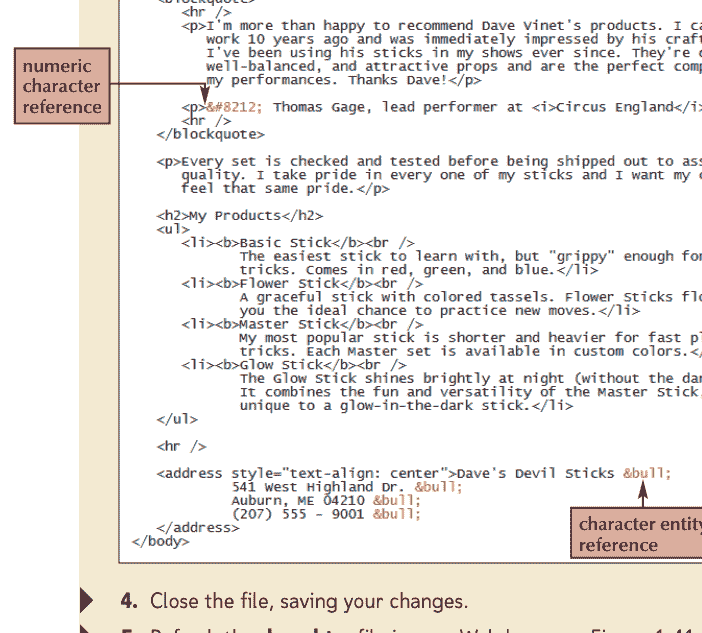 <blockquote>
<hr />
<p>I'm more than happy to recommend Dave Vinet's products. I
work 10 years ago and was immediately impressed by his
I've been using his sticks in my shows ever since. They're
well-balanced, and attractive props and are the perfect
my performances. Thanks Dave!</p>
numeric
character
reference
<p>&#8212; Thomas Gage, lead performer at <i>Circus England</i>
<hr />
</blockquote>
<p>Every set is checked and tested before being shipped out to
quality. I take pride in every one of my sticks and I want my
feel that same pride.</p>
<h2>My Products</h2>
<ul>
<li><b>Basic Stick</b><br />
The easiest stick to learn with, but "grippy" enough for
tricks. Comes in red, green, and blue.</li>
<li><b>Flower Stick</b><br />
A graceful stick with colored tassels. Flower Sticks
you the ideal chance to practice new moves.</li>
<li><b>Master Stick</b><br />
My most popular stick is shorter and heavier for fast
tricks. Each Master set is available in custom colors.</
<li><b>Glow Stick</b><br />
The Glow Stick shines brightly at night (without the
It combines the fun and versatility of the Master Stick,
unique to a glow-in-the-dark stick.</li>
</ul>
<hr />
<address style="text-align: center">Dave's Devil Sticks &bull;
541 West Highland Dr. &bull;
Auburn, ME 04210 &bull;
(207) 555 - 9001 &bull;
</address>
</body>
character entity
reference
4. Close the file, saving your changes.